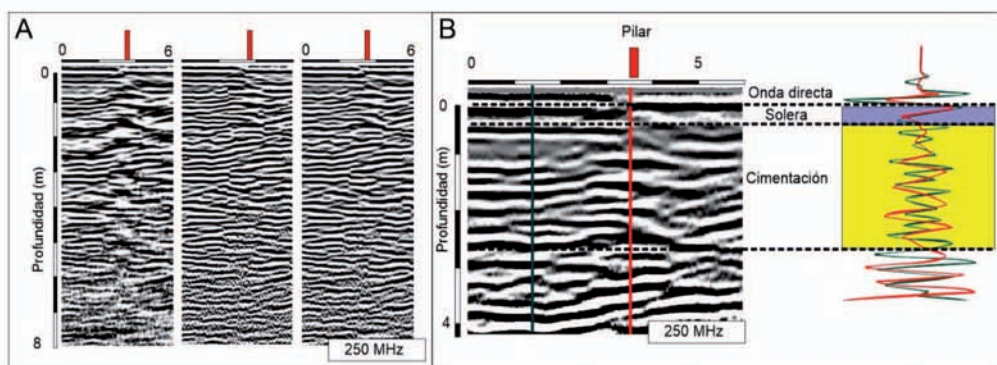 A
0 6 0 6
0
Profundidad (m)
8
250 MHz
B
Pilar
0 5
0
Profundidad (m)
4
250 MHz
Onda directa
Solera
Cimentación